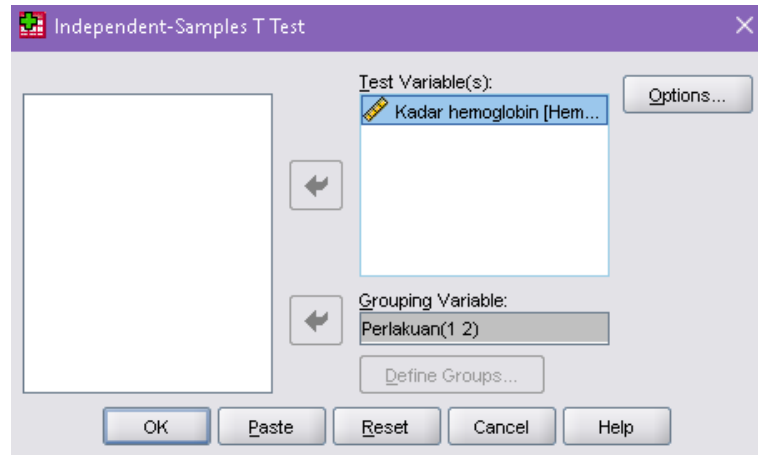 Independent-Samples T Test
Test Variable(s):
Options...
Kadar hemoglobin [Hem...
Grouping Variable:
Perlakuan(1 2)
Define Groups...
OK Paste Reset Cancel Help